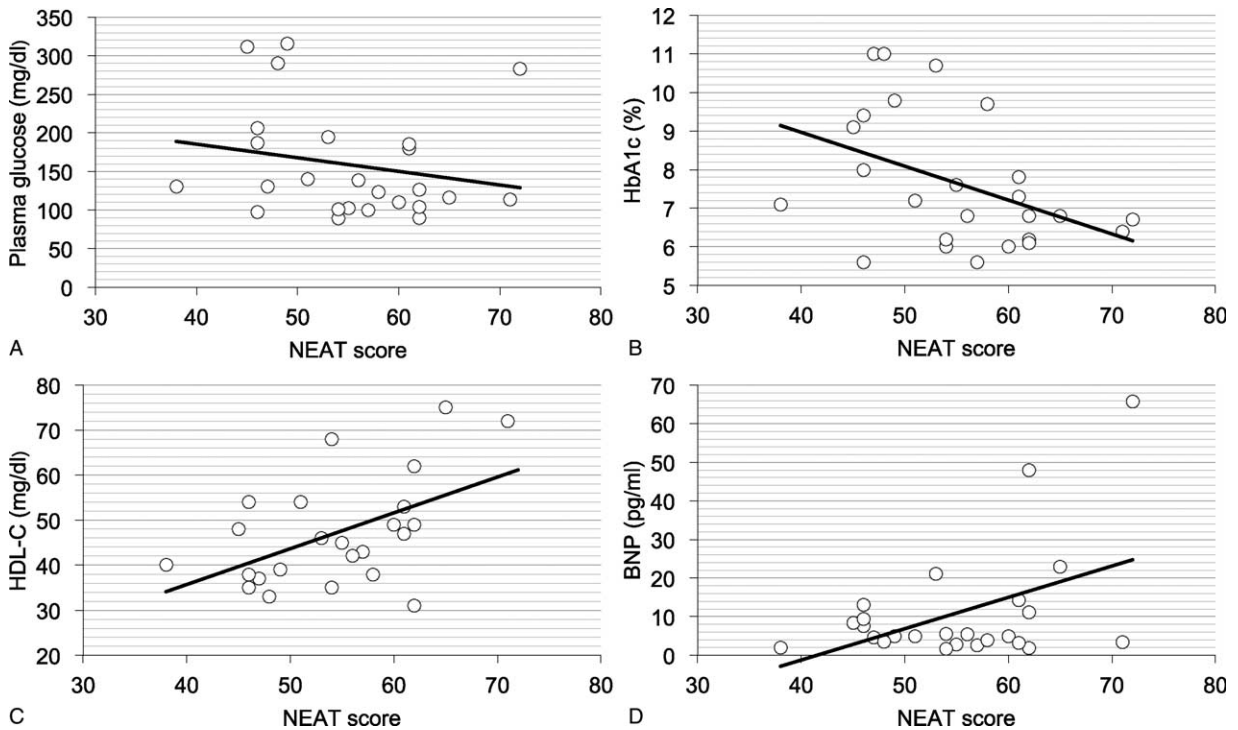 350
300
250
200
150
100
50
0
Plasma glucose (mg/dl)
30 40 50 60 70 80
NEAT score
A
12
11
10
9
8
7
6
5
HbA1c (%)
30 40 50 60 70 80
NEAT score
B
80
70
60
50
40
30
20
HDL-C (mg/dl)
30 40 50 60 70 80
NEAT score
C
70
60
50
40
30
20
10
0
BNP (pg/ml)
30 40 50 60 70 80
NEAT score
D